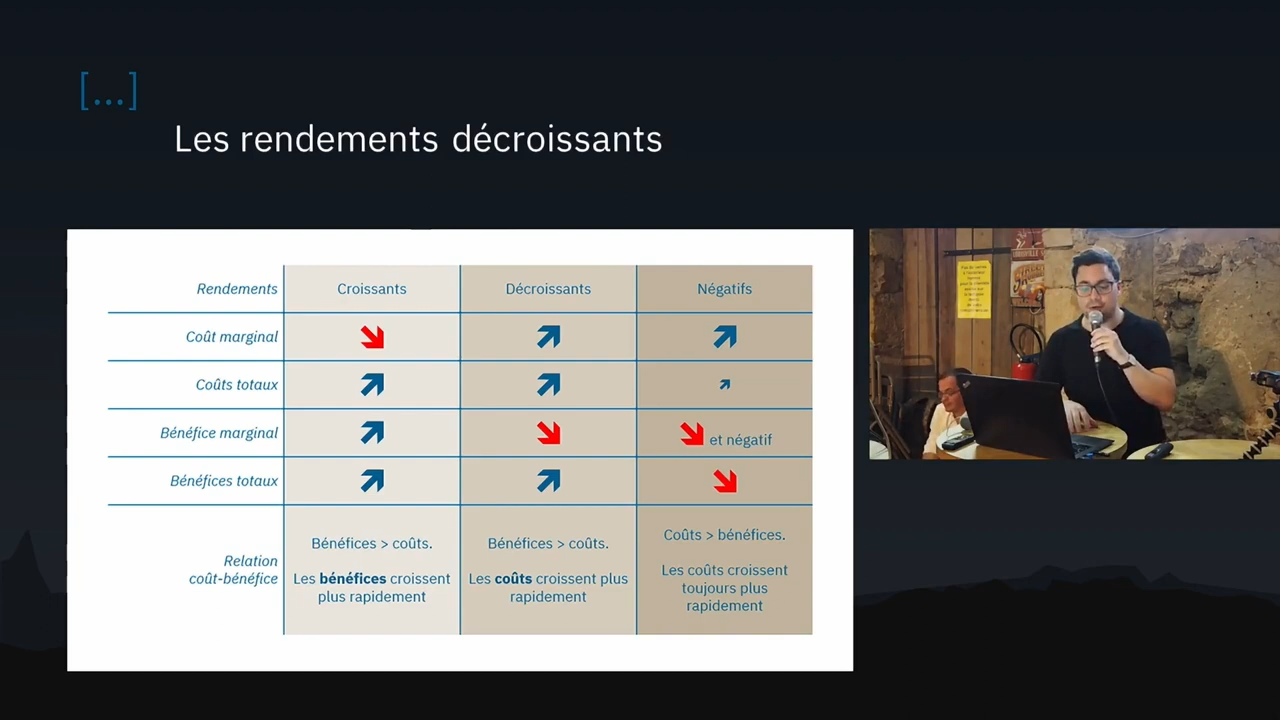 [...]
Les rendements décroissants
Rendements Croissants Décroissants Négatifs
Coût marginal
Coûts totaux
Bénéfice marginal et négatif
Bénéfices totaux
Relation
coût-bénéfice
Bénéfices > coûts.
Les bénéfices croissent
plus rapidement
Bénéfices > coûts.
Les coûts croissent plus
rapidement
Coûts > bénéfices.
Les coûts croissent
toujours plus
rapidement